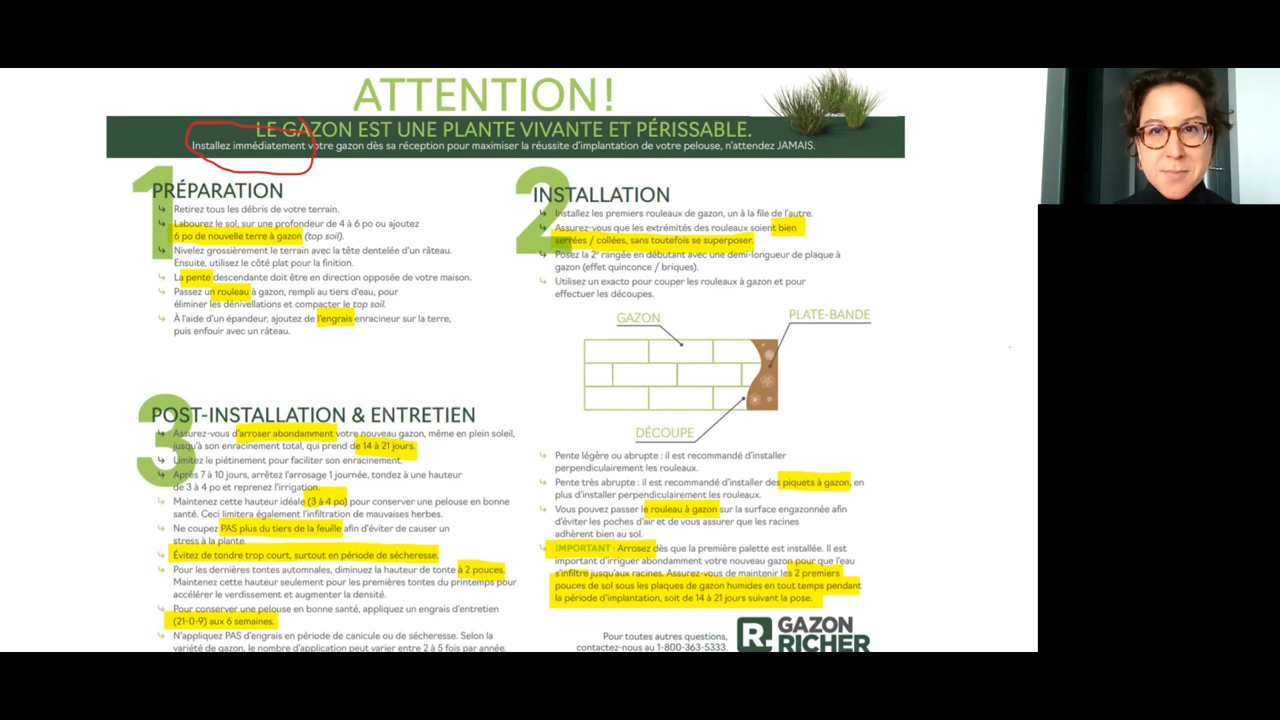 ATTENTION!
LE GAZON EST UNE PLANTE VIVANTE ET PÉRISSABLE.
Installez immédiatement votre gazon dès sa réception pour maximiser la réussite d'implantation de votre pelouse, n'attendez JAMAIS.
1
PRÉPARATION
Retirez tous les débris de votre terrain.
Labourez le sol, sur une profondeur de 4 à 6 po ou ajoutez
6 po de nouvelle terre à gazon (top soil).
Nivelez grossièrement le terrain avec la tête dentelée d'un râteau.
Ensuite, utilisez le côté plat pour la finition.
La pente descendante doit être en direction opposée de votre maison.
Passez un rouleau à gazon, rempli au tiers d'eau, pour
éliminer les dénivellations et compacter le top soil.
À l'aide d'un épandeur, ajoutez de l'engrais enracineur sur la terre,
puis enfouir avec un râteau.
2
INSTALLATION
Installez les premiers rouleaux de gazon, un à la file de l'autre.
Assurez-vous que les extrémités des rouleaux soient bien
serrées / collées, sans toutefois se superposer.
Posez la 2e rangée en débutant avec une demi-longueur de plaque à
gazon (effet quinconce / briques).
Utilisez un exacto pour couper les rouleaux à gazon et pour
effectuer les découpes.
GAZON
PLATE-BANDE
DÉCOUPE
Pente légère ou abrupte : il est recommandé d'installer
perpendiculairement les rouleaux.
Pente très abrupte : il est recommandé d'installer des piquets à gazon, en
plus d'installer perpendiculairement les rouleaux.
Vous pouvez passer le rouleau à gazon sur la surface engazonnée afin
d'éviter les poches d'air et de vous assurer que les racines
adhèrent bien au sol.
IMPORTANT : Arrosez dès que la première palette est installée. Il est
important d'irriguer abondamment votre nouveau gazon pour que l'eau
s'infiltre jusqu'aux racines. Assurez-vous de maintenir les 2 premiers
pouces de sol sous les plaques de gazon humides en tout temps pendant
la période d'implantation, soit de 14 à 21 jours suivant la pose.
3
POST-INSTALLATION & ENTRETIEN
Assurez-vous d'arroser abondamment votre nouveau gazon, même en plein soleil,
jusqu'à son enracinement total, qui prend de 14 à 21 jours.
Limitez le piétinement pour faciliter son enracinement.
Après 7 à 10 jours, arrêtez l'arrosage 1 journée, tondez à une hauteur
de 3 à 4 po et reprenez l'irrigation.
Maintenez cette hauteur idéale (3 à 4 po) pour conserver une pelouse en bonne
santé. Ceci limitera également l'infiltration de mauvaises herbes.
Ne coupez PAS plus du tiers de la feuille afin d'éviter de causer un
stress à la plante.
Évitez de tondre trop court, surtout en période de sécheresse.
Pour les dernières tontes automnales, diminuez la hauteur de tonte à 2 pouces.
Maintenez cette hauteur seulement pour les premières tontes du printemps pour
accélérer le verdissement et augmenter la densité.
Pour conserver une pelouse en bonne santé, appliquez un engrais d'entretien
(21-0-9) aux 6 semaines.
N'appliquez PAS d'engrais en période de canicule ou de sécheresse. Selon la
variété de gazon, le nombre d'application peut varier entre 2 à 5 fois par année.
Pour toutes autres questions,
contactez-nous au 1-800-363-5333.
R.
GAZON
RICHER